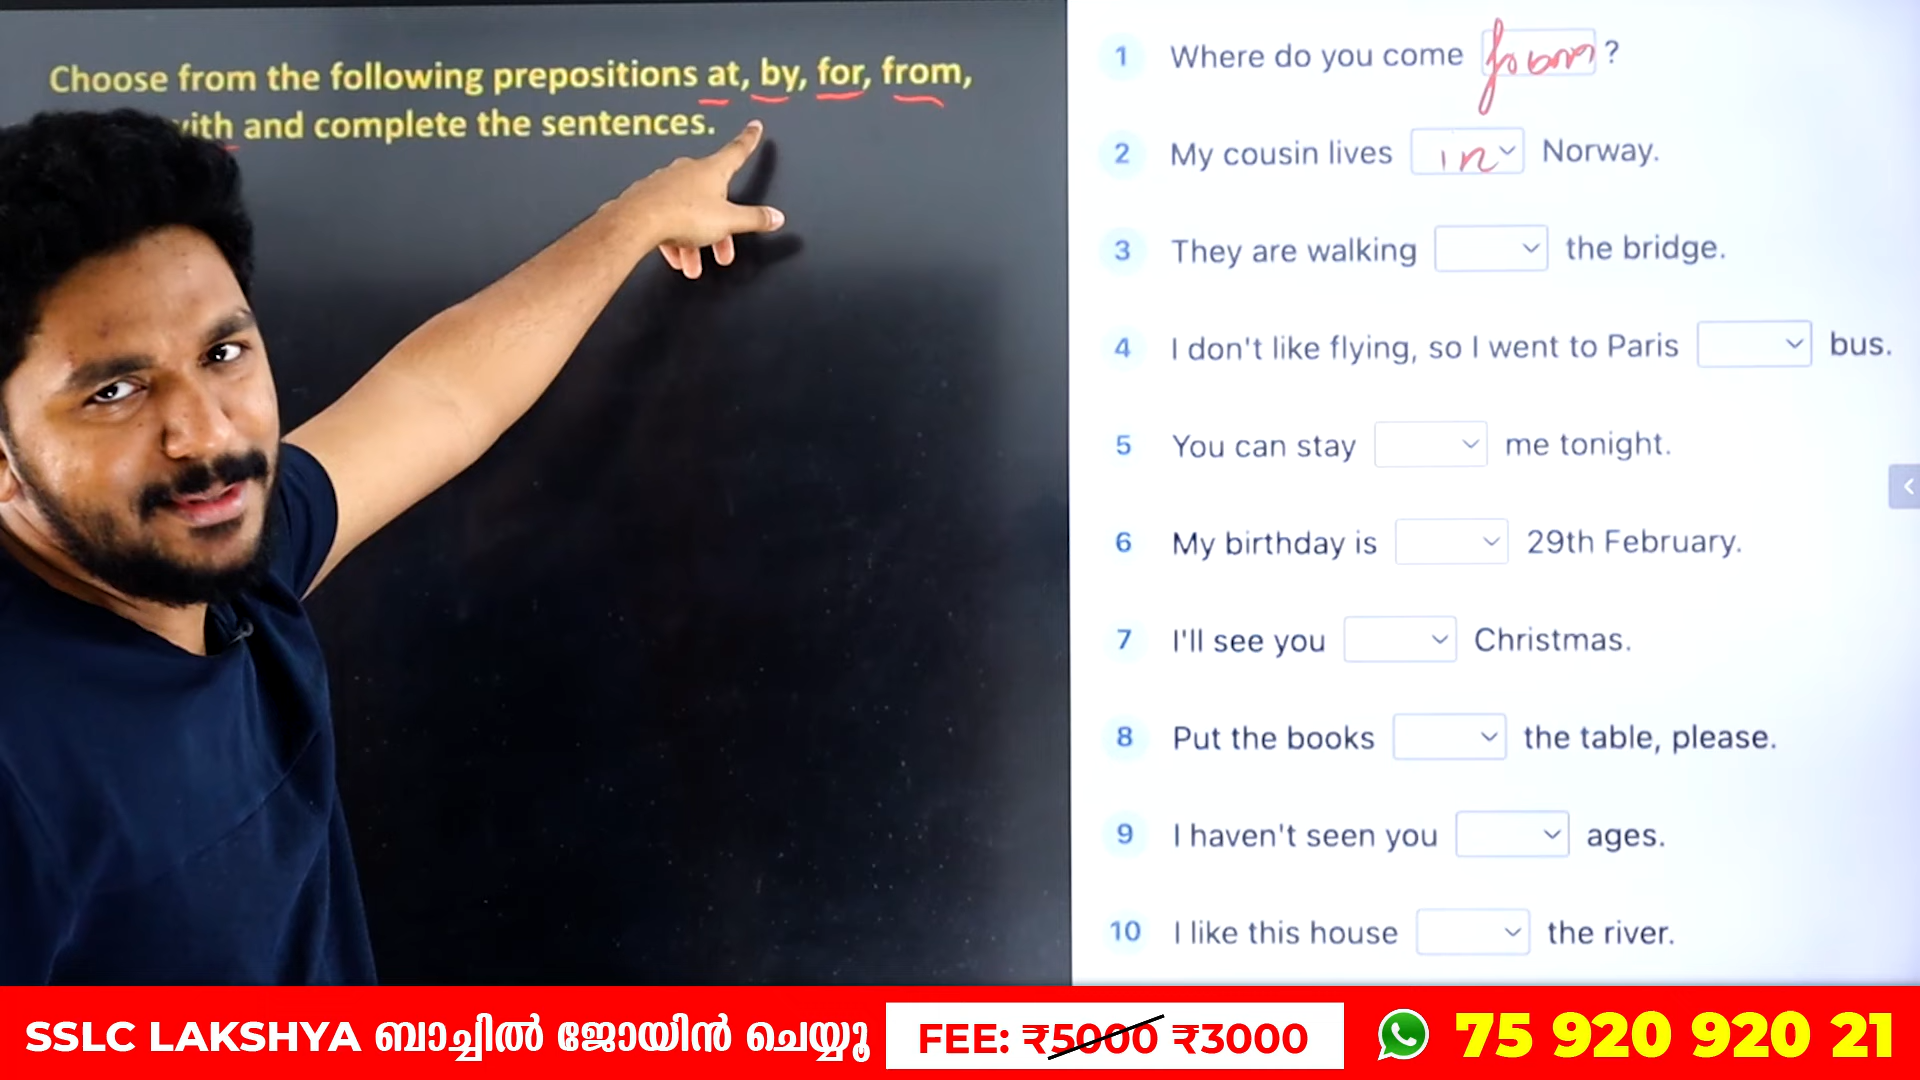 Choose from the following prepositions at, by, for, from,
with and complete the sentences.
1 Where do you come from ?
2 My cousin lives in Norway.
3 They are walking the bridge.
4 I don't like flying, so I went to Paris bus.
5 You can stay me tonight.
6 My birthday is 29th February.
7 I'll see you Christmas.
8 Put the books the table, please.
9 I haven't seen you ages.
10 I like this house the river.
SSLC LAKSHYA ബാച്ചിൽ ജോയിൻ ചെയ്യൂ FEE: ₹5000 ₹3000 75 920 920 21